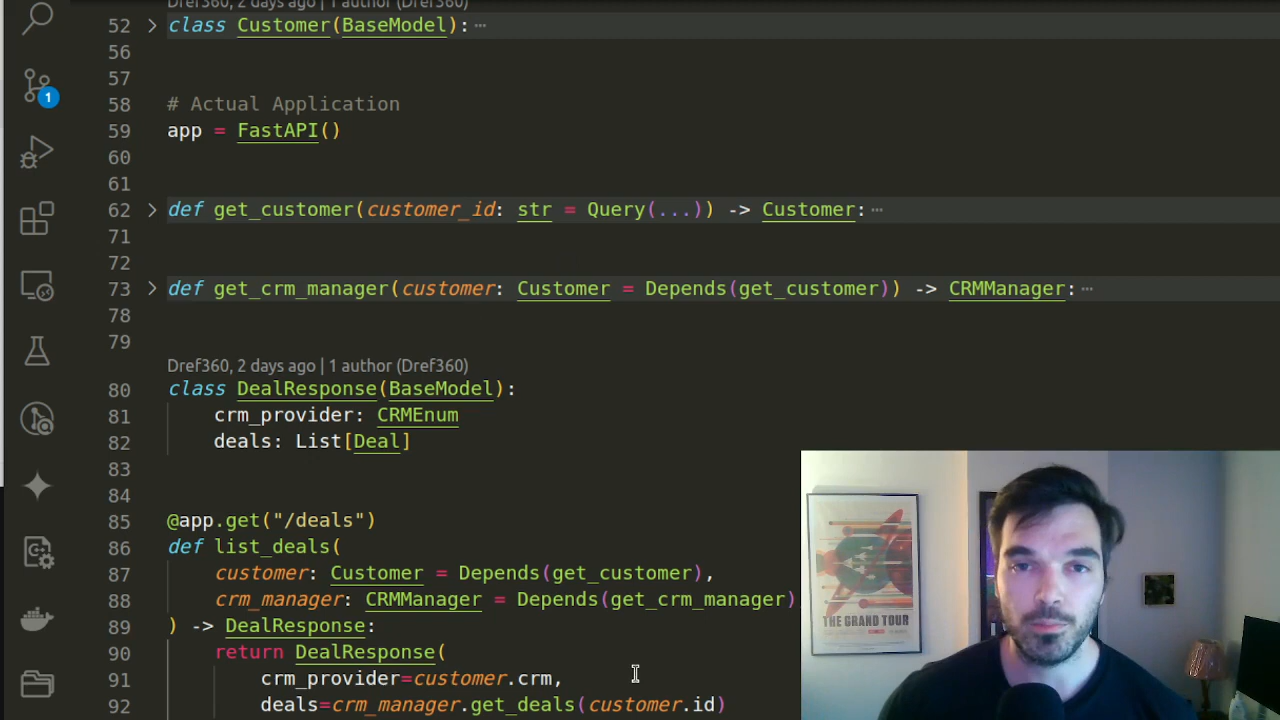 Dref360, 2 days ago | 1 author (Dref360)
52 class Customer(BaseModel): ⋯
56
57
58 # Actual Application
59 app = FastAPI()
60
61
62 def get_customer(customer_id: str = Query(...)) -> Customer: ⋯
71
72
73 def get_crm_manager(customer: Customer = Depends(get_customer)) -> CRMManager: ⋯
78
79
Dref360, 2 days ago | 1 author (Dref360)
80 class DealResponse(BaseModel):
81 crm_provider: CRMEnum
82 deals: List[Deal]
83
84
85 @app.get("/deals")
86 def list_deals(
87 customer: Customer = Depends(get_customer),
88 crm_manager: CRMManager = Depends(get_crm_manager)
89 ) -> DealResponse:
90 return DealResponse(
91 crm_provider=customer.crm,
92 deals=crm_manager.get_deals(customer.id)
1
THE GRAND TOUR